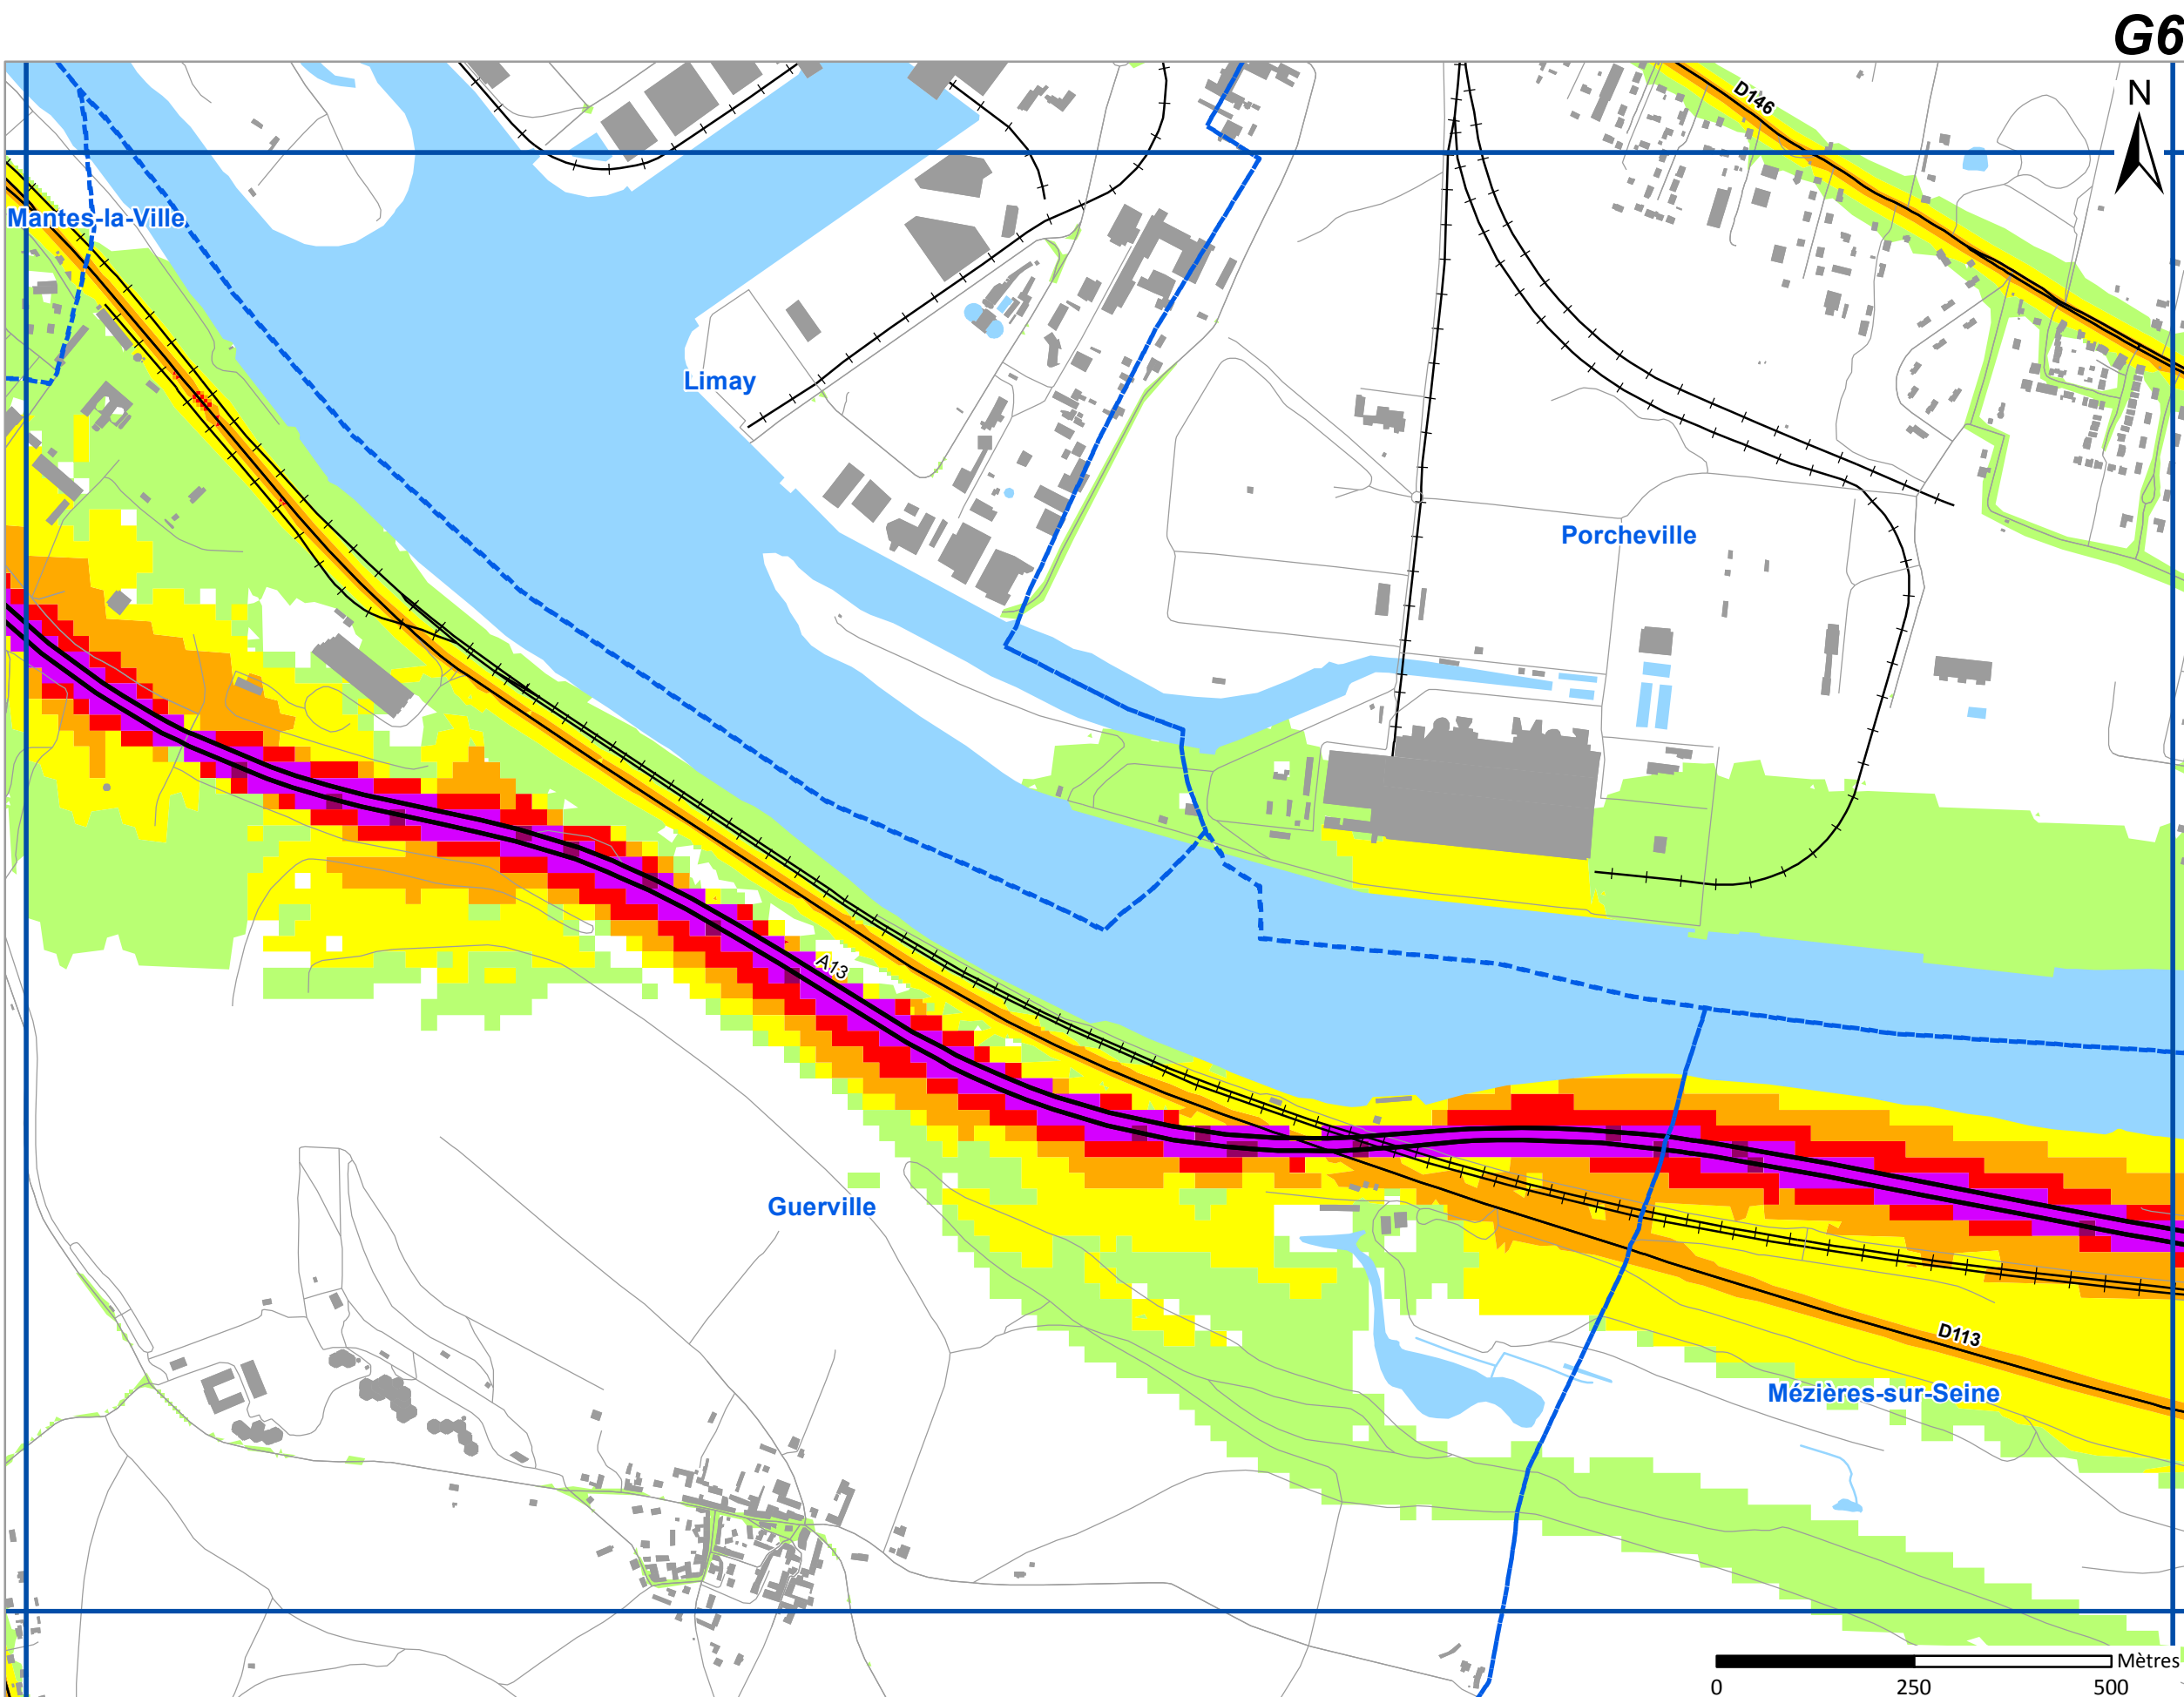 G6
N
D146
Mantes-la-Ville
Limay
Porcheville
A13
Guerville
D113
Mézières-sur-Seine
Mètres
0 250 500